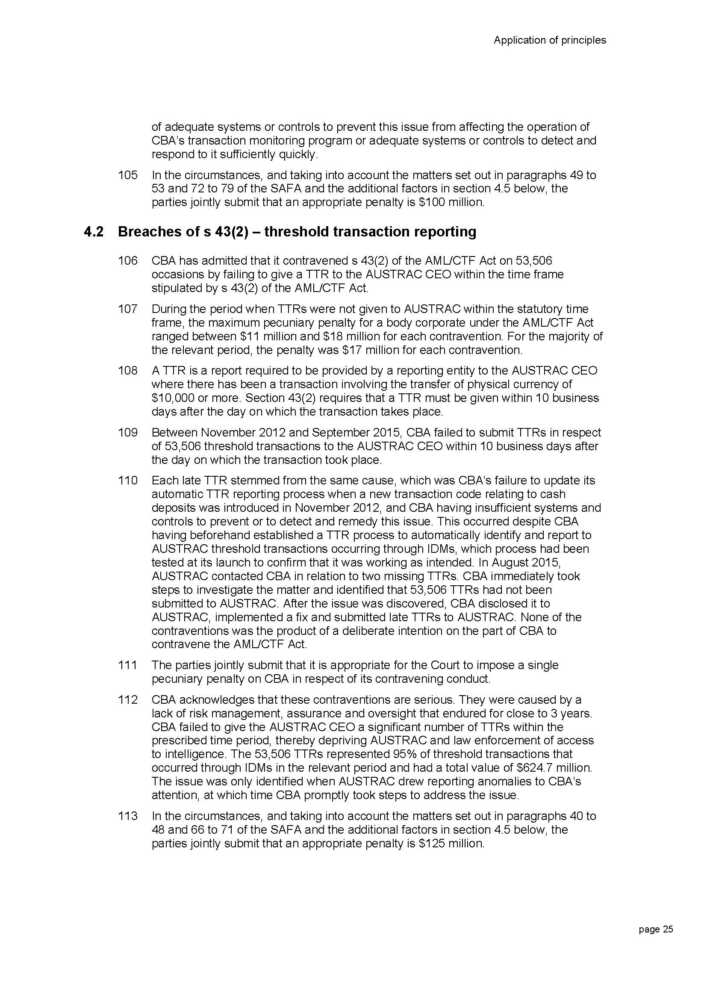 Application of principles
of adequate systems or controls to prevent this issue from affecting the operation of
CBA's transaction monitoring program or adequate systems or controls to detect and
respond to it sufficiently quickly.
105 In the circumstances, and taking into account the matters set out in paragraphs 49 to
53 and 72 to 79 of the SAFA and the additional factors in section 4.5 below, the
parties jointly submit that an appropriate penalty is $100 million.
4.2 Breaches of s 43(2) – threshold transaction reporting
106 CBA has admitted that it contravened s 43(2) of the AML/CTF Act on 53,506
occasions by failing to give a TTR to the AUSTRAC CEO within the time frame
stipulated by s 43(2) of the AML/CTF Act.
107 During the period when TTRs were not given to AUSTRAC within the statutory time
frame, the maximum pecuniary penalty for a body corporate under the AML/CTF Act
ranged between $11 million and $18 million for each contravention. For the majority of
the relevant period, the penalty was $17 million for each contravention.
108 A TTR is a report required to be provided by a reporting entity to the AUSTRAC CEO
where there has been a transaction involving the transfer of physical currency of
$10,000 or more. Section 43(2) requires that a TTR must be given within 10 business
days after the day on which the transaction takes place.
109 Between November 2012 and September 2015, CBA failed to submit TTRs in respect
of 53,506 threshold transactions to the AUSTRAC CEO within 10 business days after
the day on which the transaction took place.
110 Each late TTR stemmed from the same cause, which was CBA's failure to update its
automatic TTR reporting process when a new transaction code relating to cash
deposits was introduced in November 2012, and CBA having insufficient systems and
controls to prevent or to detect and remedy this issue. This occurred despite CBA
having beforehand established a TTR process to automatically identify and report to
AUSTRAC threshold transactions occurring through IDMs, which process had been
tested at its launch to confirm that it was working as intended. In August 2015,
AUSTRAC contacted CBA in relation to two missing TTRs. CBA immediately took
steps to investigate the matter and identified that 53,506 TTRs had not been
submitted to AUSTRAC. After the issue was discovered, CBA disclosed it to
AUSTRAC, implemented a fix and submitted late TTRs to AUSTRAC. None of the
contraventions was the product of a deliberate intention on the part of CBA to
contravene the AML/CTF Act.
111 The parties jointly submit that it is appropriate for the Court to impose a single
pecuniary penalty on CBA in respect of its contravening conduct.
112 CBA acknowledges that these contraventions are serious. They were caused by a
lack of risk management, assurance and oversight that endured for close to 3 years.
CBA failed to give the AUSTRAC CEO a significant number of TTRs within the
prescribed time period, thereby depriving AUSTRAC and law enforcement of access
to intelligence. The 53,506 TTRs represented 95% of threshold transactions that
occurred through IDMs in the relevant period and had a total value of $624.7 million.
The issue was only identified when AUSTRAC drew reporting anomalies to CBA's
attention, at which time CBA promptly took steps to address the issue.
113 In the circumstances, and taking into account the matters set out in paragraphs 40 to
48 and 66 to 71 of the SAFA and the additional factors in section 4.5 below, the
parties jointly submit that an appropriate penalty is $125 million.
page 25